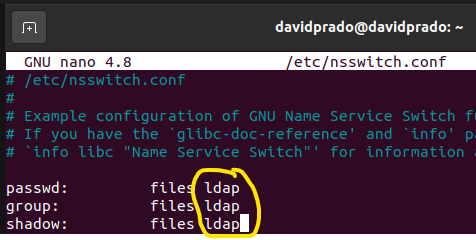 davidprado@davidprado: ~
GNU nano 4.8 /etc/nsswitch.conf
# /etc/nsswitch.conf
#
# Example configuration of GNU Name Service Switch
# If you have the `glibc-doc-reference' and `info'
# `info libc "Name Service Switch"' for information
passwd: files ldap
group: files ldap
shadow: files ldap